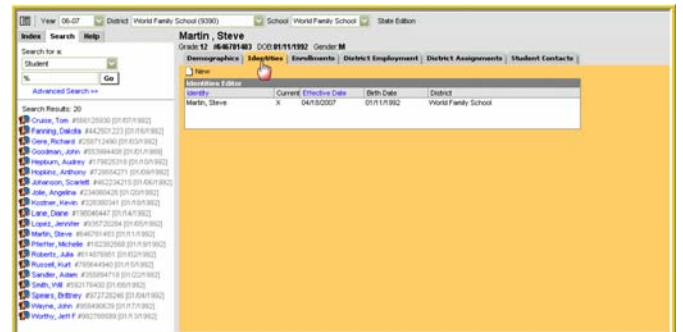 Year 06-07 District World Family School (9390) School World Family School State Edition
Index Search Help
Martin , Steve
Grade:12 #646781403 DOB:01/11/1992 Gender:M
Search for a:
Student
% Go
Advanced Search >>
Demographics Identities Enrollments District Employment District Assignments Student Contacts
New
Identities Editor
Identity Current Effective Date Birth Date District
Martin, Steve X 04/18/2007 01/11/1992 World Family School
Search Results: 20
Cruise, Tom
Fanning, Dakota
Gere, Richard
Goodman, John
Hepburn, Audrey
Hopkins, Anthony
Johanson, Scarlett
Jolie, Angelina
Kostner, Kevin
Lane, Diane
Lopez, Jennifer
Martin, Steve
Pfeiffer, Michelle
Roberts, Julia
Russell, Kurt
Sandler, Adam
Smith, Will
Spears, Brittney
Wayne, John
Worthy, Jeff F